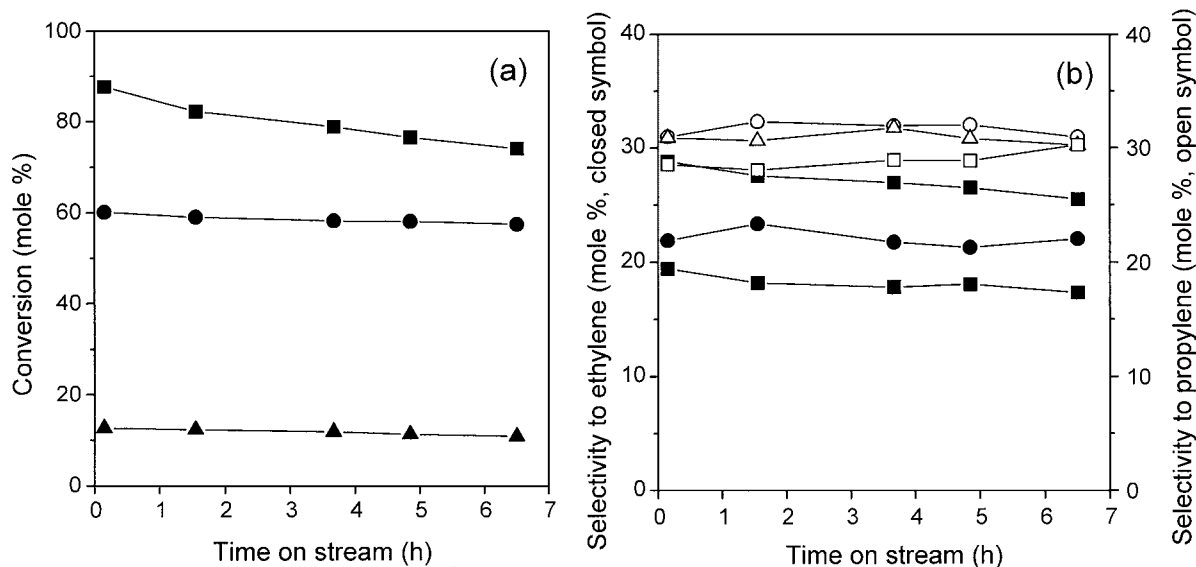 (a)
Conversion (mole %)
100
80
60
40
20
0
0 1 2 3 4 5 6 7
Time on stream (h)
(b)
Selectivity to ethylene (mole %, closed symbol)
40
30
20
10
0
0 1 2 3 4 5 6 7
Time on stream (h)
40
30
20
10
0
Selectivity to propylene (mole %, open symbol)